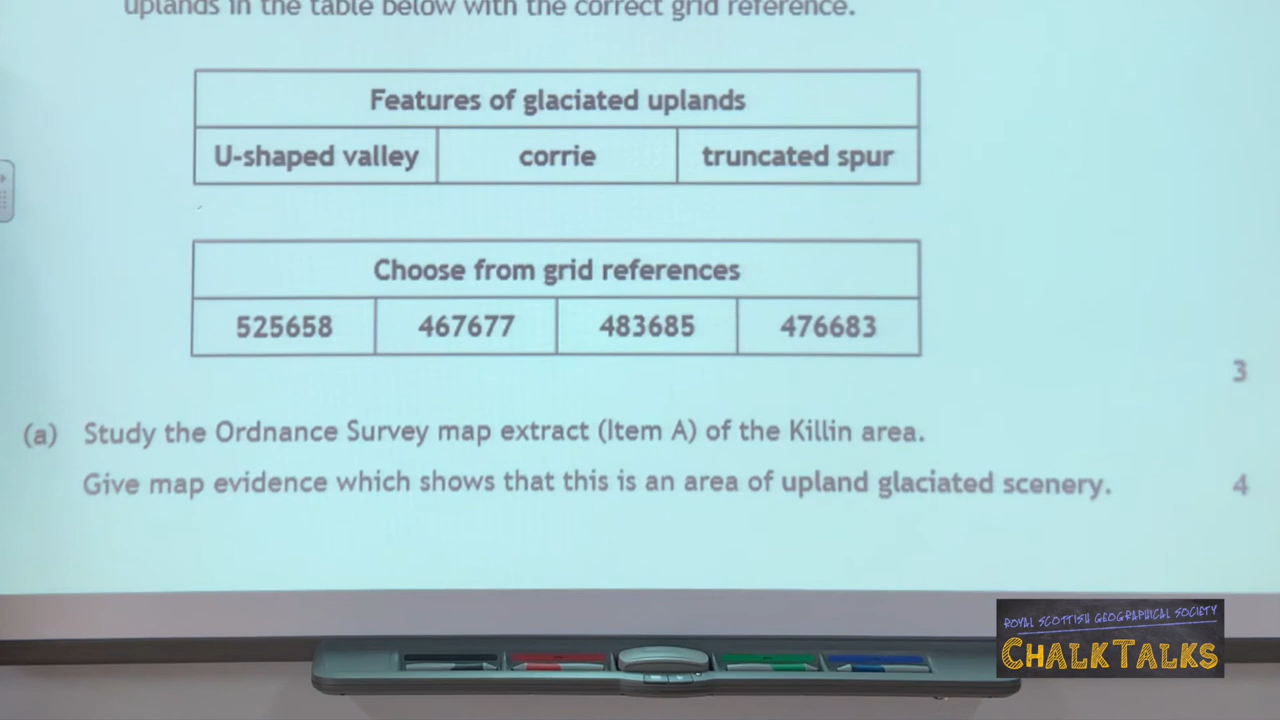 uplands in the table below with the correct grid reference.
Features of glaciated uplands
U-shaped valley corrie truncated spur
Choose from grid references
525658 467677 483685 476683
3
(a) Study the Ordnance Survey map extract (Item A) of the Killin area.
Give map evidence which shows that this is an area of upland glaciated scenery. 4
ROYAL SCOTTISH GEOGRAPHICAL SOCIETY
CHALKTALKS